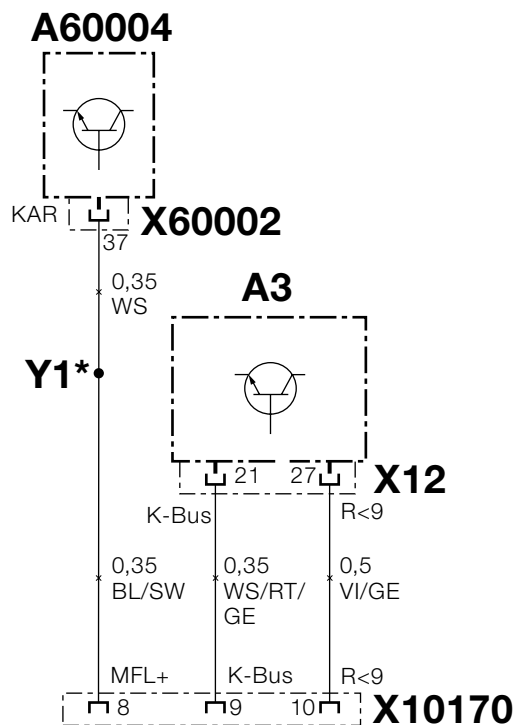 A60004
KAR
X60002
37
0,35
WS
A3
Y1*
21
27
X12
K-Bus
R<9
0,35
BL/SW
0,35
WS/RT/
GE
0,5
VI/GE
MFL+
K-Bus
R<9
8
9
10
X10170